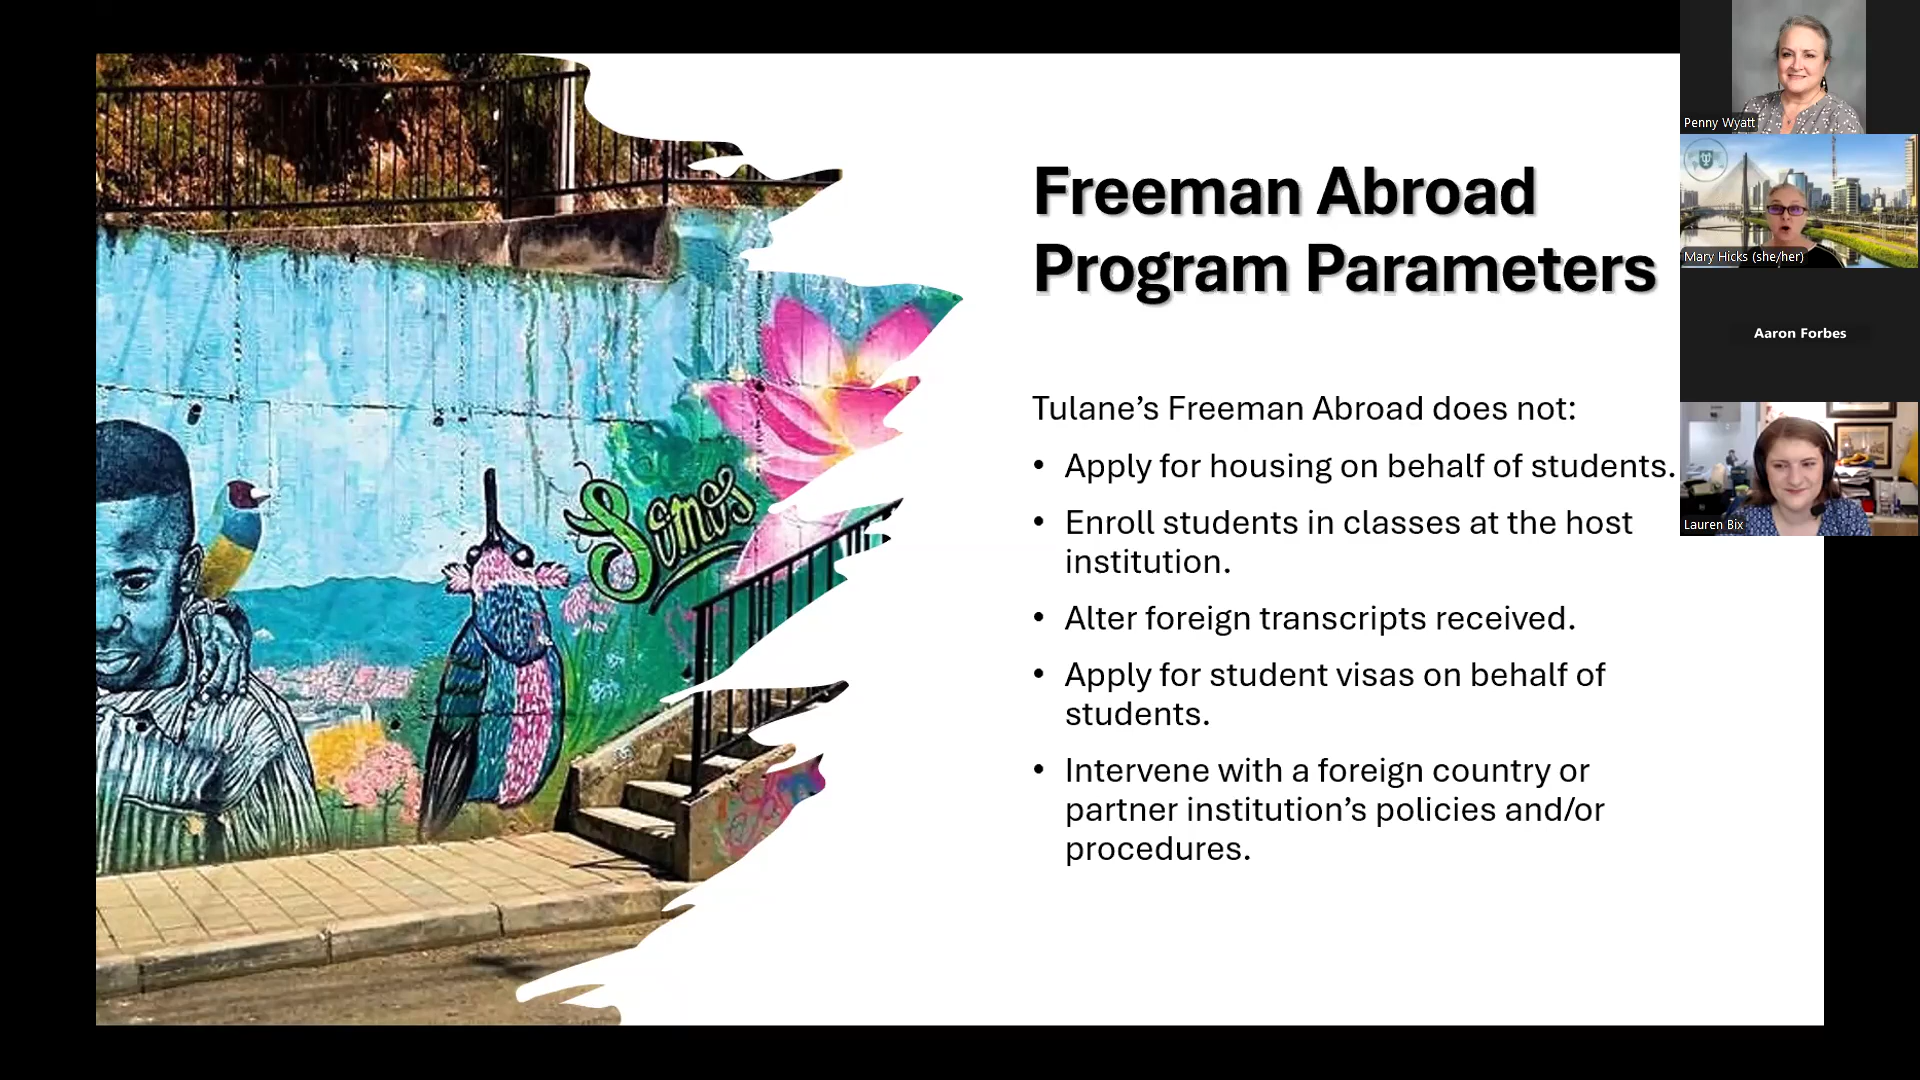 Freeman Abroad
Program Parameters
Tulane’s Freeman Abroad does not:
• Apply for housing on behalf of students.
• Enroll students in classes at the host
institution.
• Alter foreign transcripts received.
• Apply for student visas on behalf of
students.
• Intervene with a foreign country or
partner institution’s policies and/or
procedures.
Somos
Penny Wyatt
Mary Hicks (she/her)
Aaron Forbes
Lauren Bix